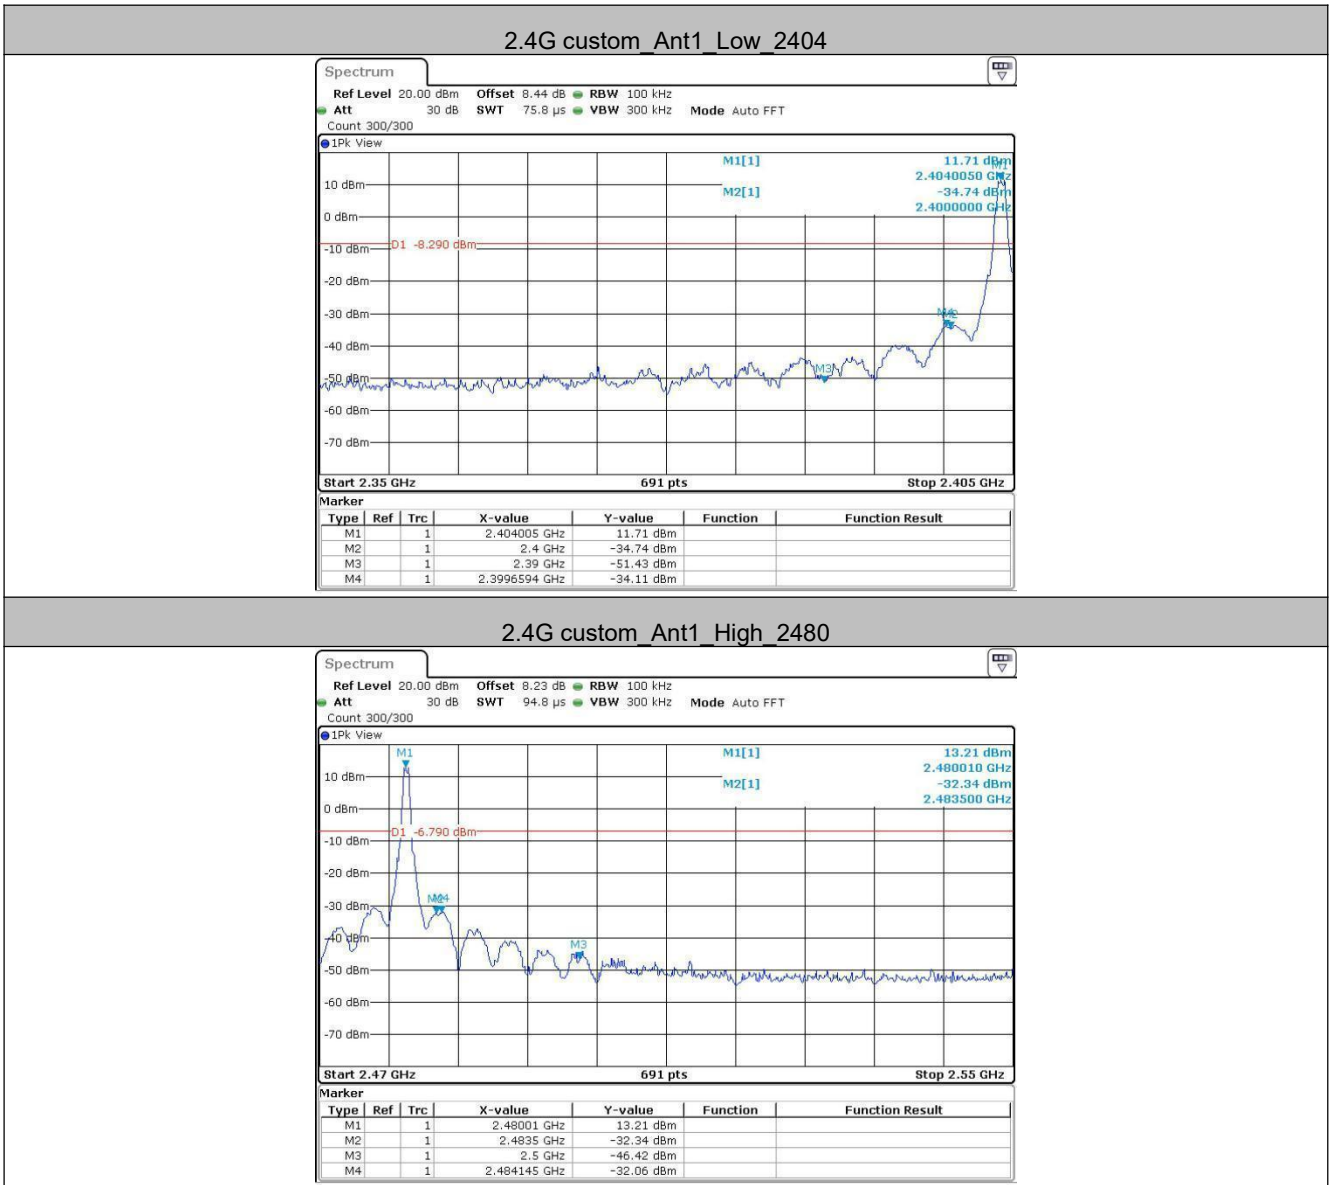 2.4G custom_Ant1_Low_2404
Spectrum
Ref Level 20.00 dBm Offset 8.44 dB RBW 100 kHz
Att 30 dB SWT 75.8 µs VBW 300 kHz Mode Auto FFT
Count 300/300
1Pk View
M1[1] 11.71 dBm
M1
2.4040050 GHz
10 dBm
M2[1] -34.74 dBm
2.4000000 GHz
0 dBm
D1 -8.290 dBm
-10 dBm
-20 dBm
-30 dBm
M4 M2
-40 dBm
M3
-50 dBm
-60 dBm
-70 dBm
Start 2.35 GHz 691 pts Stop 2.405 GHz
Marker
Type Ref Trc X-value Y-value Function Function Result
M1 1 2.404005 GHz 11.71 dBm
M2 1 2.4 GHz -34.74 dBm
M3 1 2.39 GHz -51.43 dBm
M4 1 2.3996594 GHz -34.11 dBm
2.4G custom_Ant1_High_2480
Spectrum
Ref Level 20.00 dBm Offset 8.23 dB RBW 100 kHz
Att 30 dB SWT 94.8 µs VBW 300 kHz Mode Auto FFT
Count 300/300
1Pk View
M1 M1[1] 13.21 dBm
2.480010 GHz
10 dBm
M2[1] -32.34 dBm
2.483500 GHz
0 dBm
D1 -6.790 dBm
-10 dBm
-20 dBm
M2 M4
-30 dBm
-40 dBm
M3
-50 dBm
-60 dBm
-70 dBm
Start 2.47 GHz 691 pts Stop 2.55 GHz
Marker
Type Ref Trc X-value Y-value Function Function Result
M1 1 2.48001 GHz 13.21 dBm
M2 1 2.4835 GHz -32.34 dBm
M3 1 2.5 GHz -46.42 dBm
M4 1 2.484145 GHz -32.06 dBm